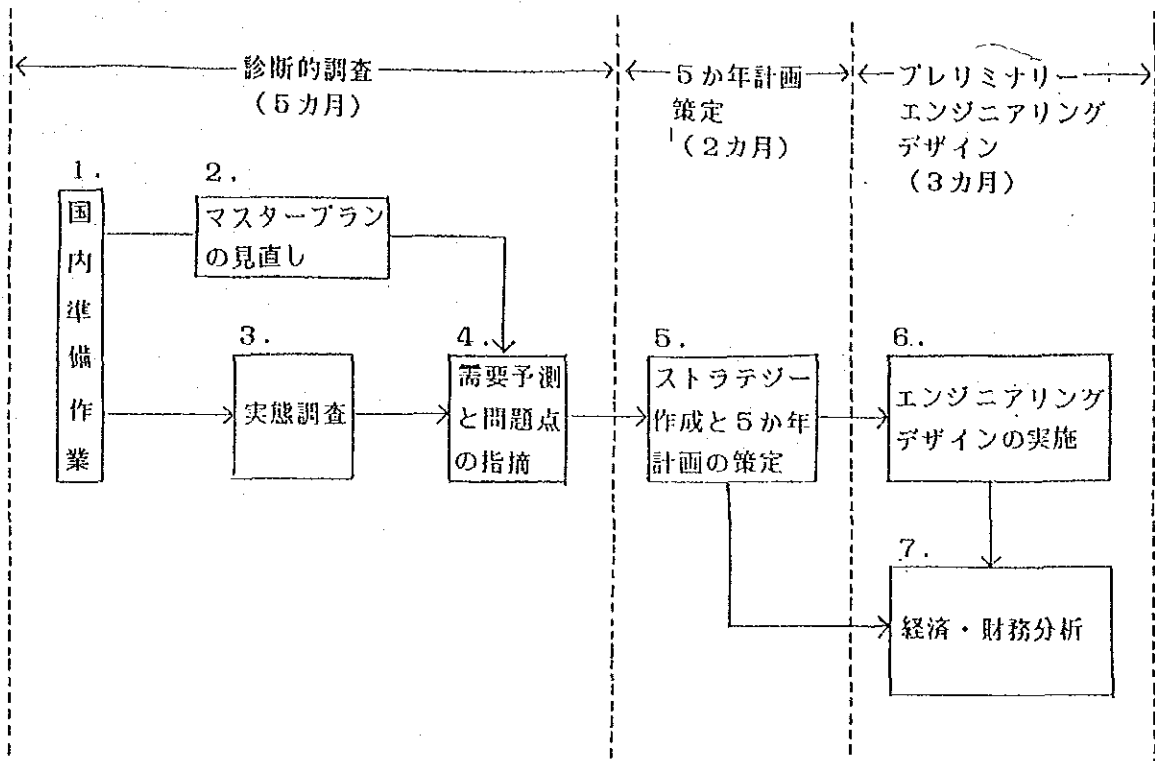 診断的調査
(5カ月)
5か年計画
策定
(2カ月)
プレリミナリー
エンジニアリング
デザイン
(3カ月)
1.
国内準備作業
2.
マスタープラン
の見直し
3.
実態調査
4.
需要予測
と問題点
の指摘
5.
ストラテジー
作成と5か年
計画の策定
6.
エンジニアリング
デザインの実施
7.
経済・財務分析